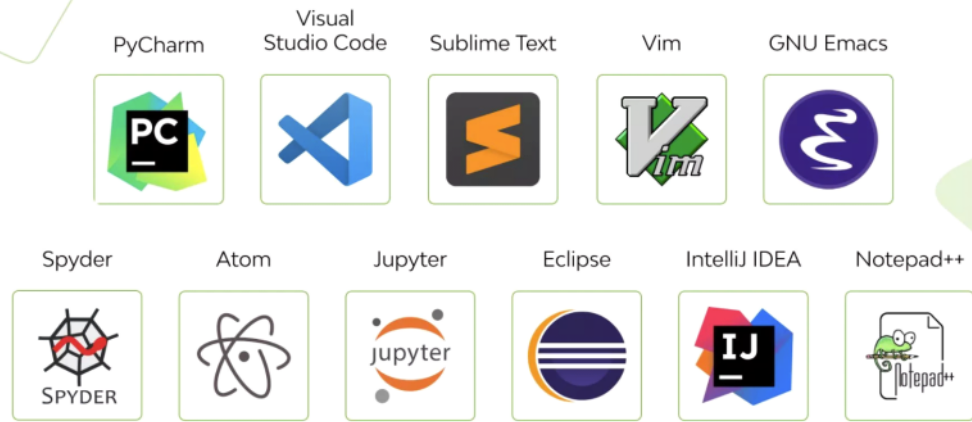 PyCharm
Visual
Studio Code
Sublime Text
Vim
GNU Emacs
PC
Vim
Spyder
Atom
Jupyter
Eclipse
IntelliJ IDEA
Notepad++
SPYDER
jupyter
IJ
Notepad++